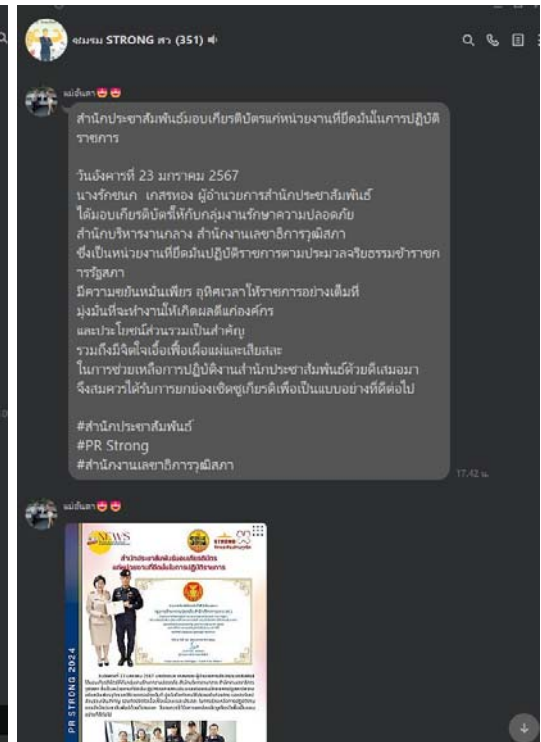 ชมรม STRONG สว (351)
แม่ยันดา
สำนักประชาสัมพันธ์มอบเกียรติบัตรแก่หน่วยงานที่ยึดมั่นในการปฏิบัติ
ราชการ
วันอังคารที่ 23 มกราคม 2567
นางรักชนก เกสรทอง ผู้อำนวยการสำนักประชาสัมพันธ์
ได้มอบเกียรติบัตรให้กับกลุ่มงานรักษาความปลอดภัย
สำนักบริหารงานกลาง สำนักงานเลขาธิการวุฒิสภา
ซึ่งเป็นหน่วยงานที่ยึดมั่นปฏิบัติราชการตามประมวลจริยธรรมข้าราชก
ารรัฐสภา
มีความขยันหมั่นเพียร อุทิศเวลาให้ราชการอย่างเต็มที่
มุ่งมั่นที่จะทำงานให้เกิดผลดีแก่องค์กร
และประโยชน์ส่วนรวมเป็นสำคัญ
รวมถึงมีจิตใจเอื้อเฟื้อเผื่อแผ่และเสียสละ
ในการช่วยเหลือการปฏิบัติงานสำนักประชาสัมพันธ์ด้วยดีเสมอมา
จึงสมควรได้รับการยกย่องเชิดชูเกียรติเพื่อเป็นแบบอย่างที่ดีต่อไป
#สำนักประชาสัมพันธ์
#PR Strong
#สำนักงานเลขาธิการวุฒิสภา
17.42 น.
NEWS
STRONG
สำนักประชาสัมพันธ์มอบเกียรติบัตร
แก่หน่วยงานที่ยึดมั่นในการปฏิบัติราชการ
PR STRONG 2024